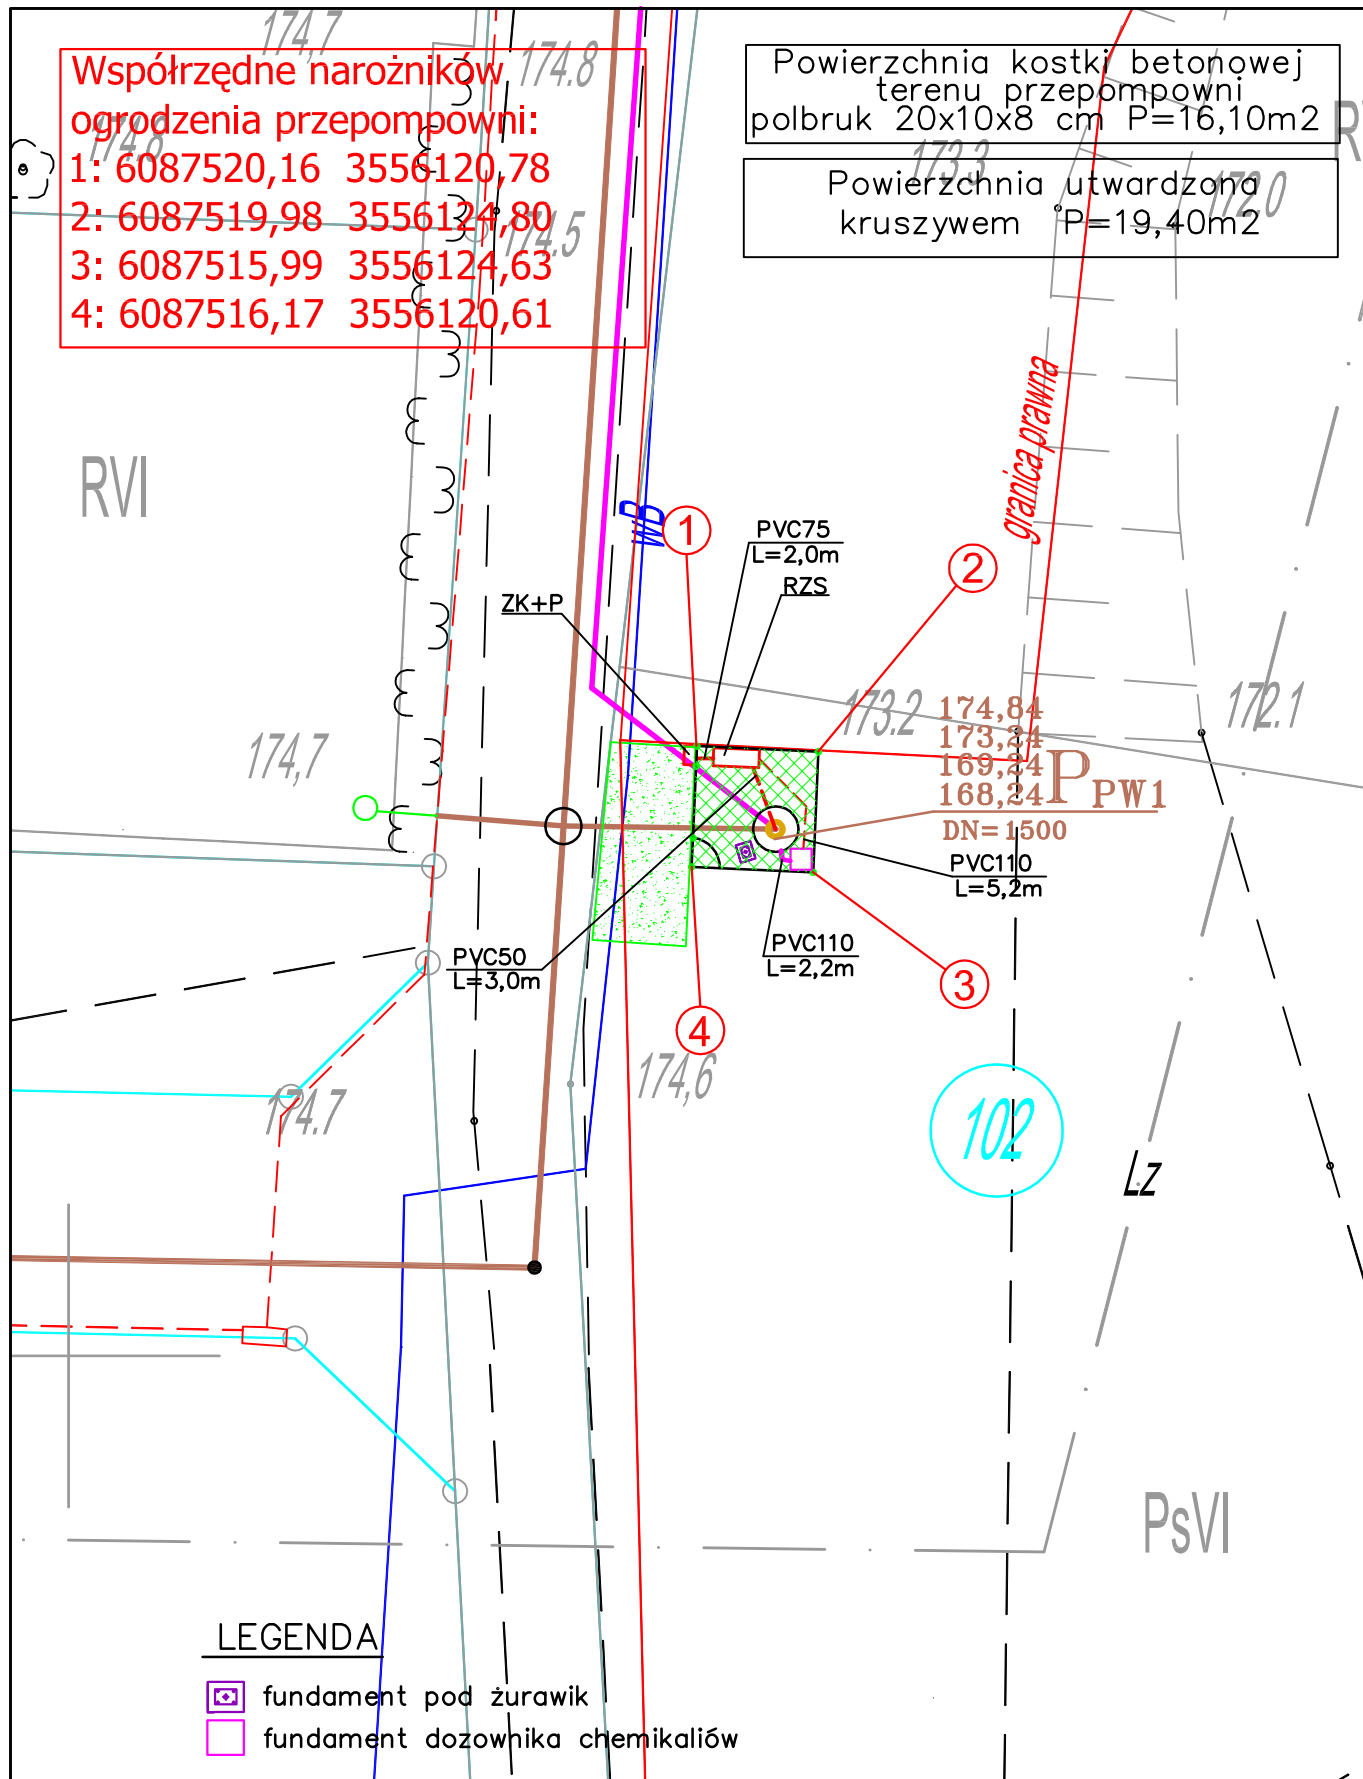 174,7
174.8
Współrzędne narożników
ogrodzenia przepompowni:
1: 6087520,16 3556120,78
2: 6087519,98 3556124,80
3: 6087515,99 3556124,63
4: 6087516,17 3556120,61
174.8
174.5
Powierzchnia kostki betonowej
terenu przepompowni
polbruk 20x10x8 cm P=16,10m2
173.3
Powierzchnia utwardzona
kruszywem P=19,40m2
172.0
granica prawna
RVI
wB
1
PVC75
L=2,0m
RZS
2
ZK+P
173.2
172.1
174,7
174,84
173,24
169,24
168,24
P PW1
DN=1500
PVC110
L=5,2m
PVC50
L=3,0m
PVC110
L=2,2m
3
4
174,6
174.7
102
Lz
PsVI
LEGENDA
fundament pod żurawik
fundament dozownika chemikaliów